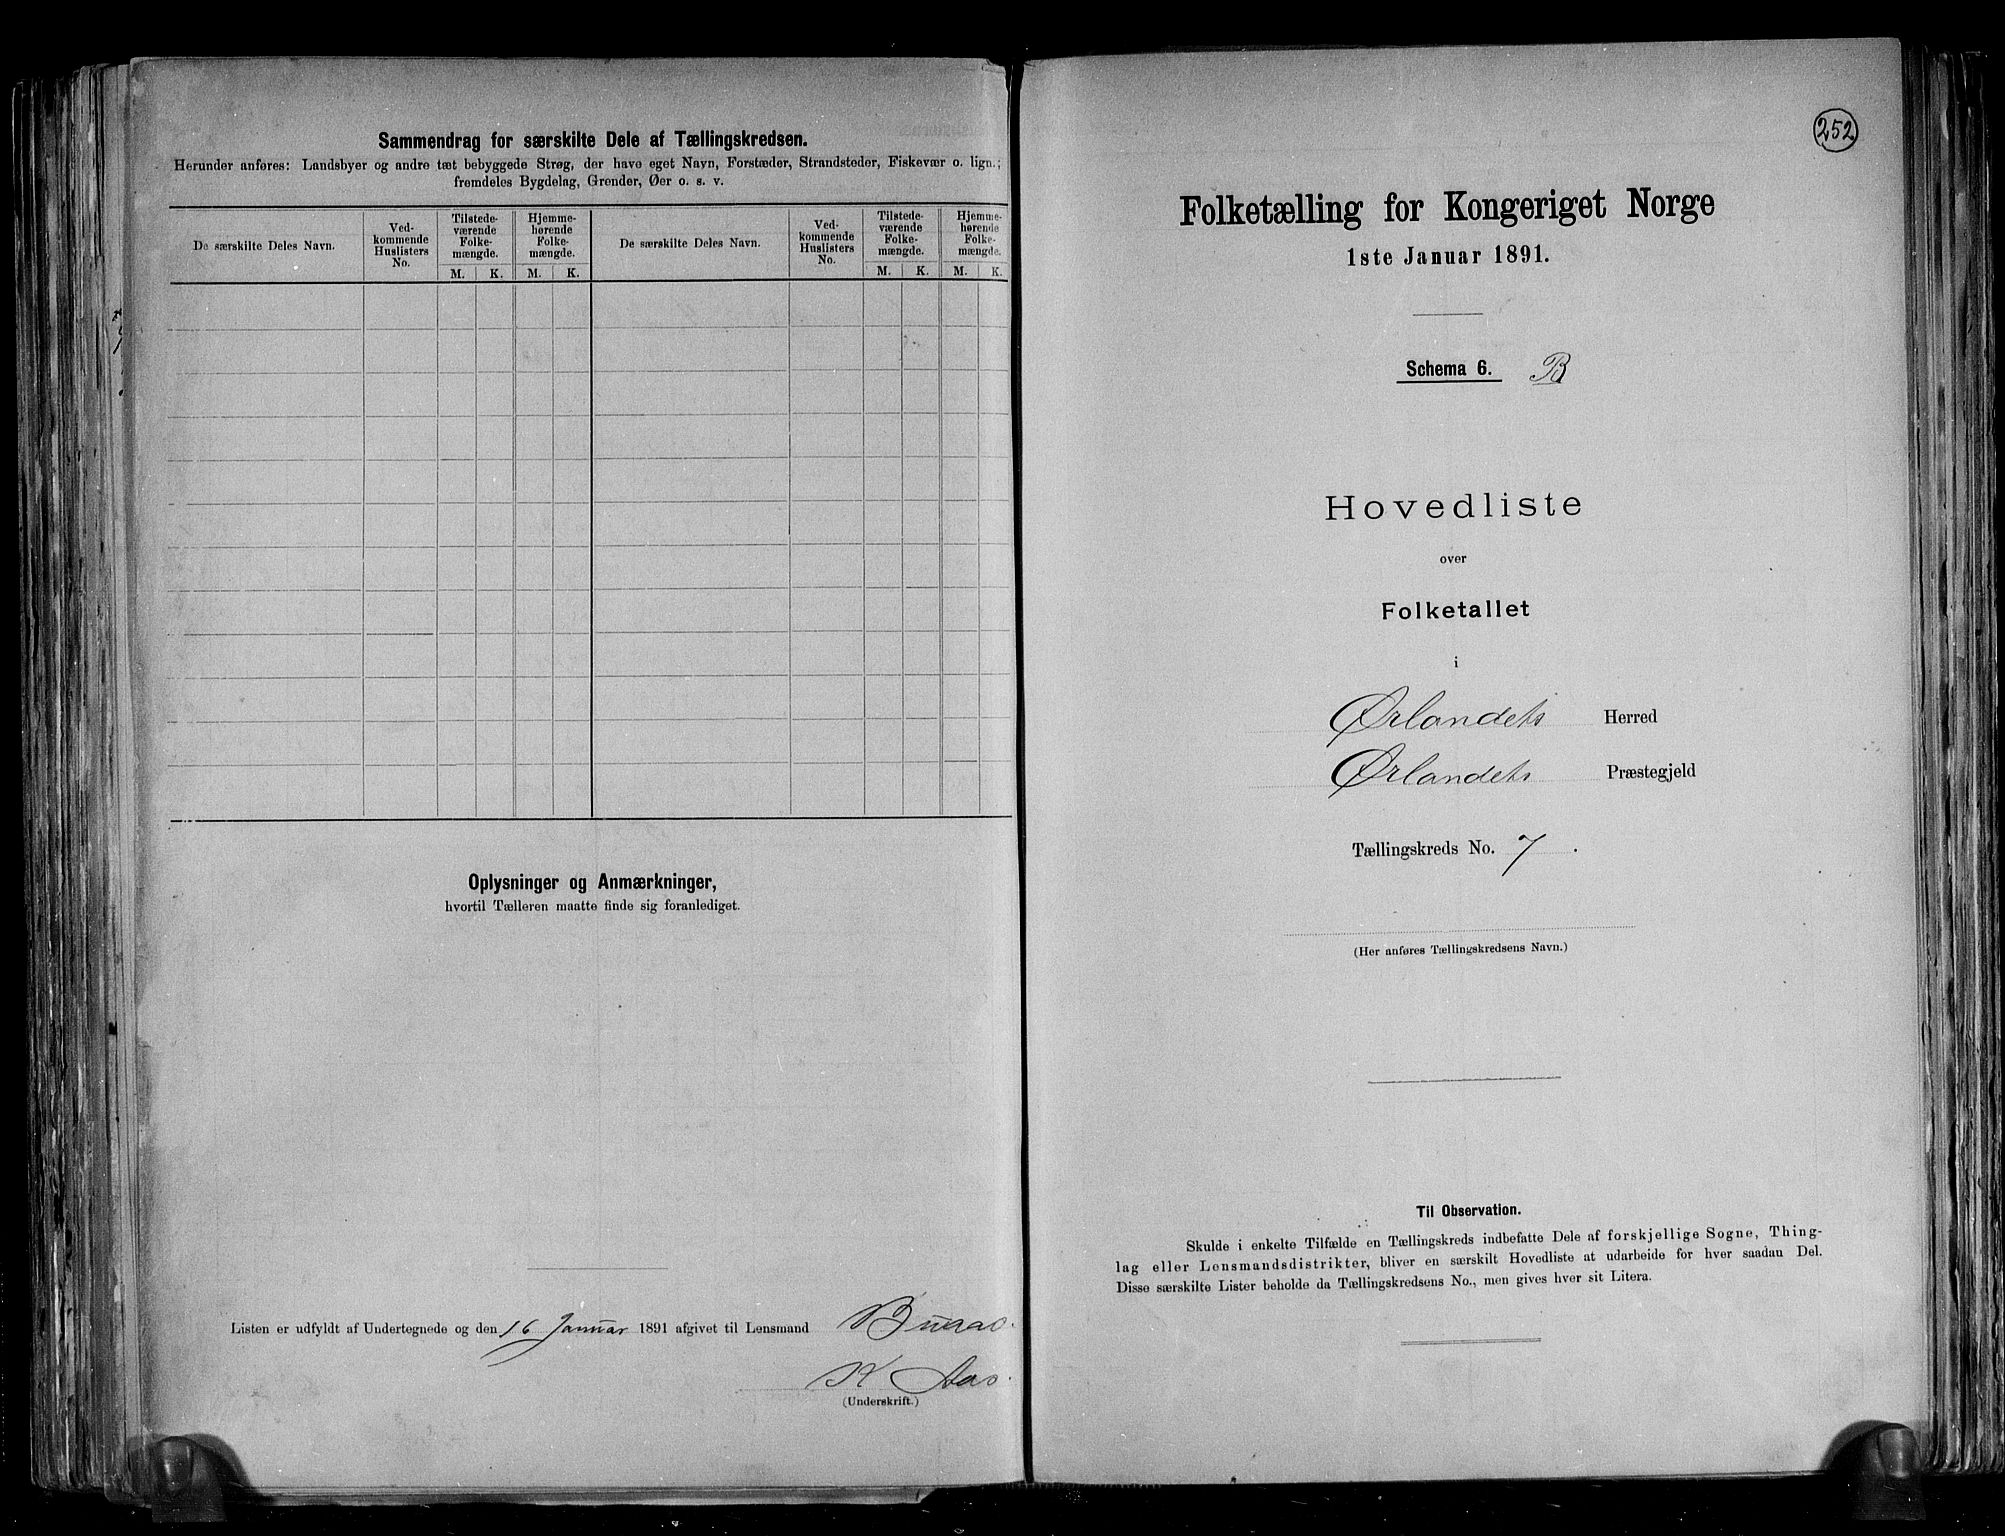 Sammendrag for særskilte Dele af Tællingskredsen.
Herunder anføres: Landsbyer og andre tæt bebyggede Strøg, der have eget Navn, Forstæder, Strandsteder, Fiskevær o. lign.;
fremdeles Bygdelag, Grender, Øer o. s. v.
De særskilte Deles Navn.
Ved-
kommende
Huslisters
No.
Tilstede-
værende
Folke-
mængde.
M. K.
Hjemme-
hørende
Folke-
mængde.
M. K.
De særskilte Deles Navn.
Ved-
kommende
Huslisters
No.
Tilstede-
værende
Folke-
mængde.
M. K.
Hjemme-
hørende
Folke-
mængde.
M. K.
Oplysninger og Anmærkninger,
hvortil Tælleren maatte finde sig foranlediget.
Listen er udfyldt af Undertegnede og den 16 Januar 1891 afgivet til Lensmand
K Aas.
(Underskrift.)
252
Folketælling for Kongeriget Norge
1ste Januar 1891.
Schema 6. B
Hovedliste
over
Folketallet
i
Ørlandets Herred
Ørlandets Præstegjeld
Tællingskreds No. 7.
(Her anføres Tællingskredsens Navn.)
Til Observation.
Skulde i enkelte Tilfælde en Tællingskreds indbefatte Dele af forskjellige Sogne, Thing-
lag eller Lensmandsdistrikter, bliver en særskilt Hovedliste at udarbeide for hver saadan Del.
Disse særskilte Lister beholde da Tællingskredsens No., men gives hver sit Litera.